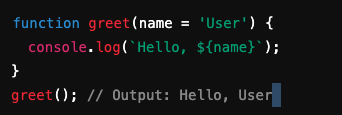 function greet(name = 'User') {
  console.log(`Hello, ${name}`);
}
greet(); // Output: Hello, User